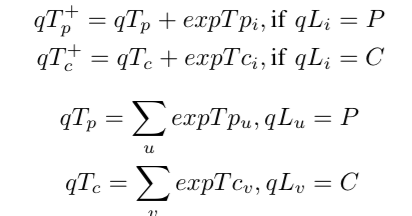 qT_p^+ = qT_p + expTp_i, if qL_i = P
qT_c^+ = qT_c + expTc_i, if qL_i = C
qT_p = ∑_u expTp_u, qL_u = P
qT_c = ∑_v expTc_v, qL_v = C